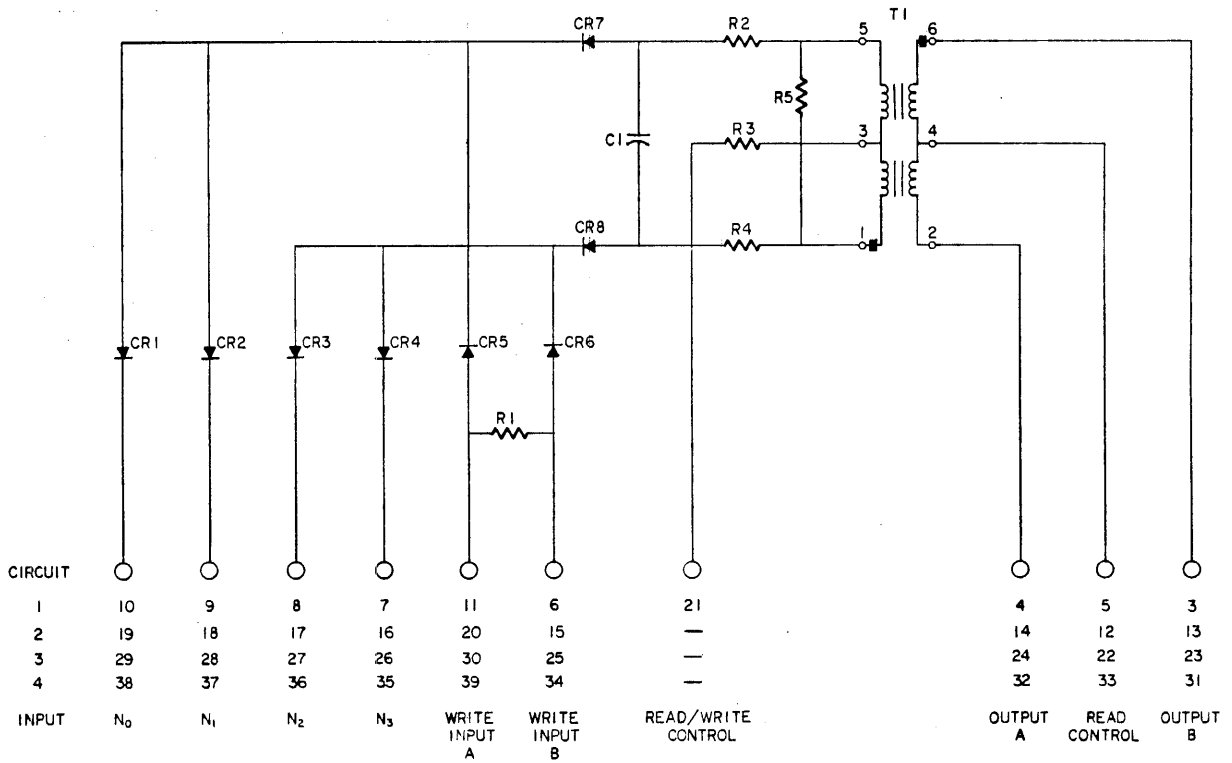 T1
CR7
R2
5
6
R5
C1
R3
3
4
CR8
R4
1
2
CR1
CR2
CR3
CR4
CR5
CR6
R1
CIRCUIT
1 10 9 8 7 11 6 21 4 5 3
2 19 18 17 16 20 15 — 14 12 13
3 29 28 27 26 30 25 — 24 22 23
4 38 37 36 35 39 34 — 32 33 31
INPUT N₀ N₁ N₂ N₃ WRITE WRITE READ/WRITE OUTPUT READ OUTPUT
INPUT INPUT CONTROL A CONTROL B
A B